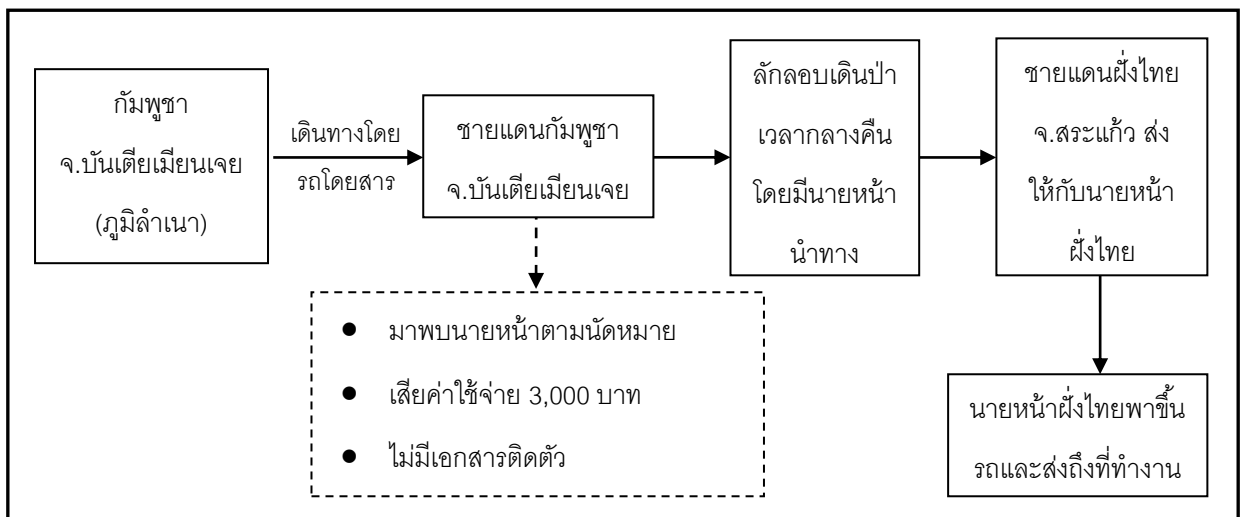 กัมพูชา
จ.บันเตียเมียนเจย
(ภูมิลำเนา)
เดินทางโดย
รถโดยสาร
ชายแดนกัมพูชา
จ.บันเตียเมียนเจย
ลักลอบเดินป่า
เวลากลางคืน
โดยมีนายหน้า
นำทาง
ชายแดนฝั่งไทย
จ.สระแก้ว ส่ง
ให้กับนายหน้า
ฝั่งไทย
● มาพบนายหน้าตามนัดหมาย
● เสียค่าใช้จ่าย 3,000 บาท
● ไม่มีเอกสารติดตัว
นายหน้าฝั่งไทยพาขึ้น
รถและส่งถึงที่ทำงาน